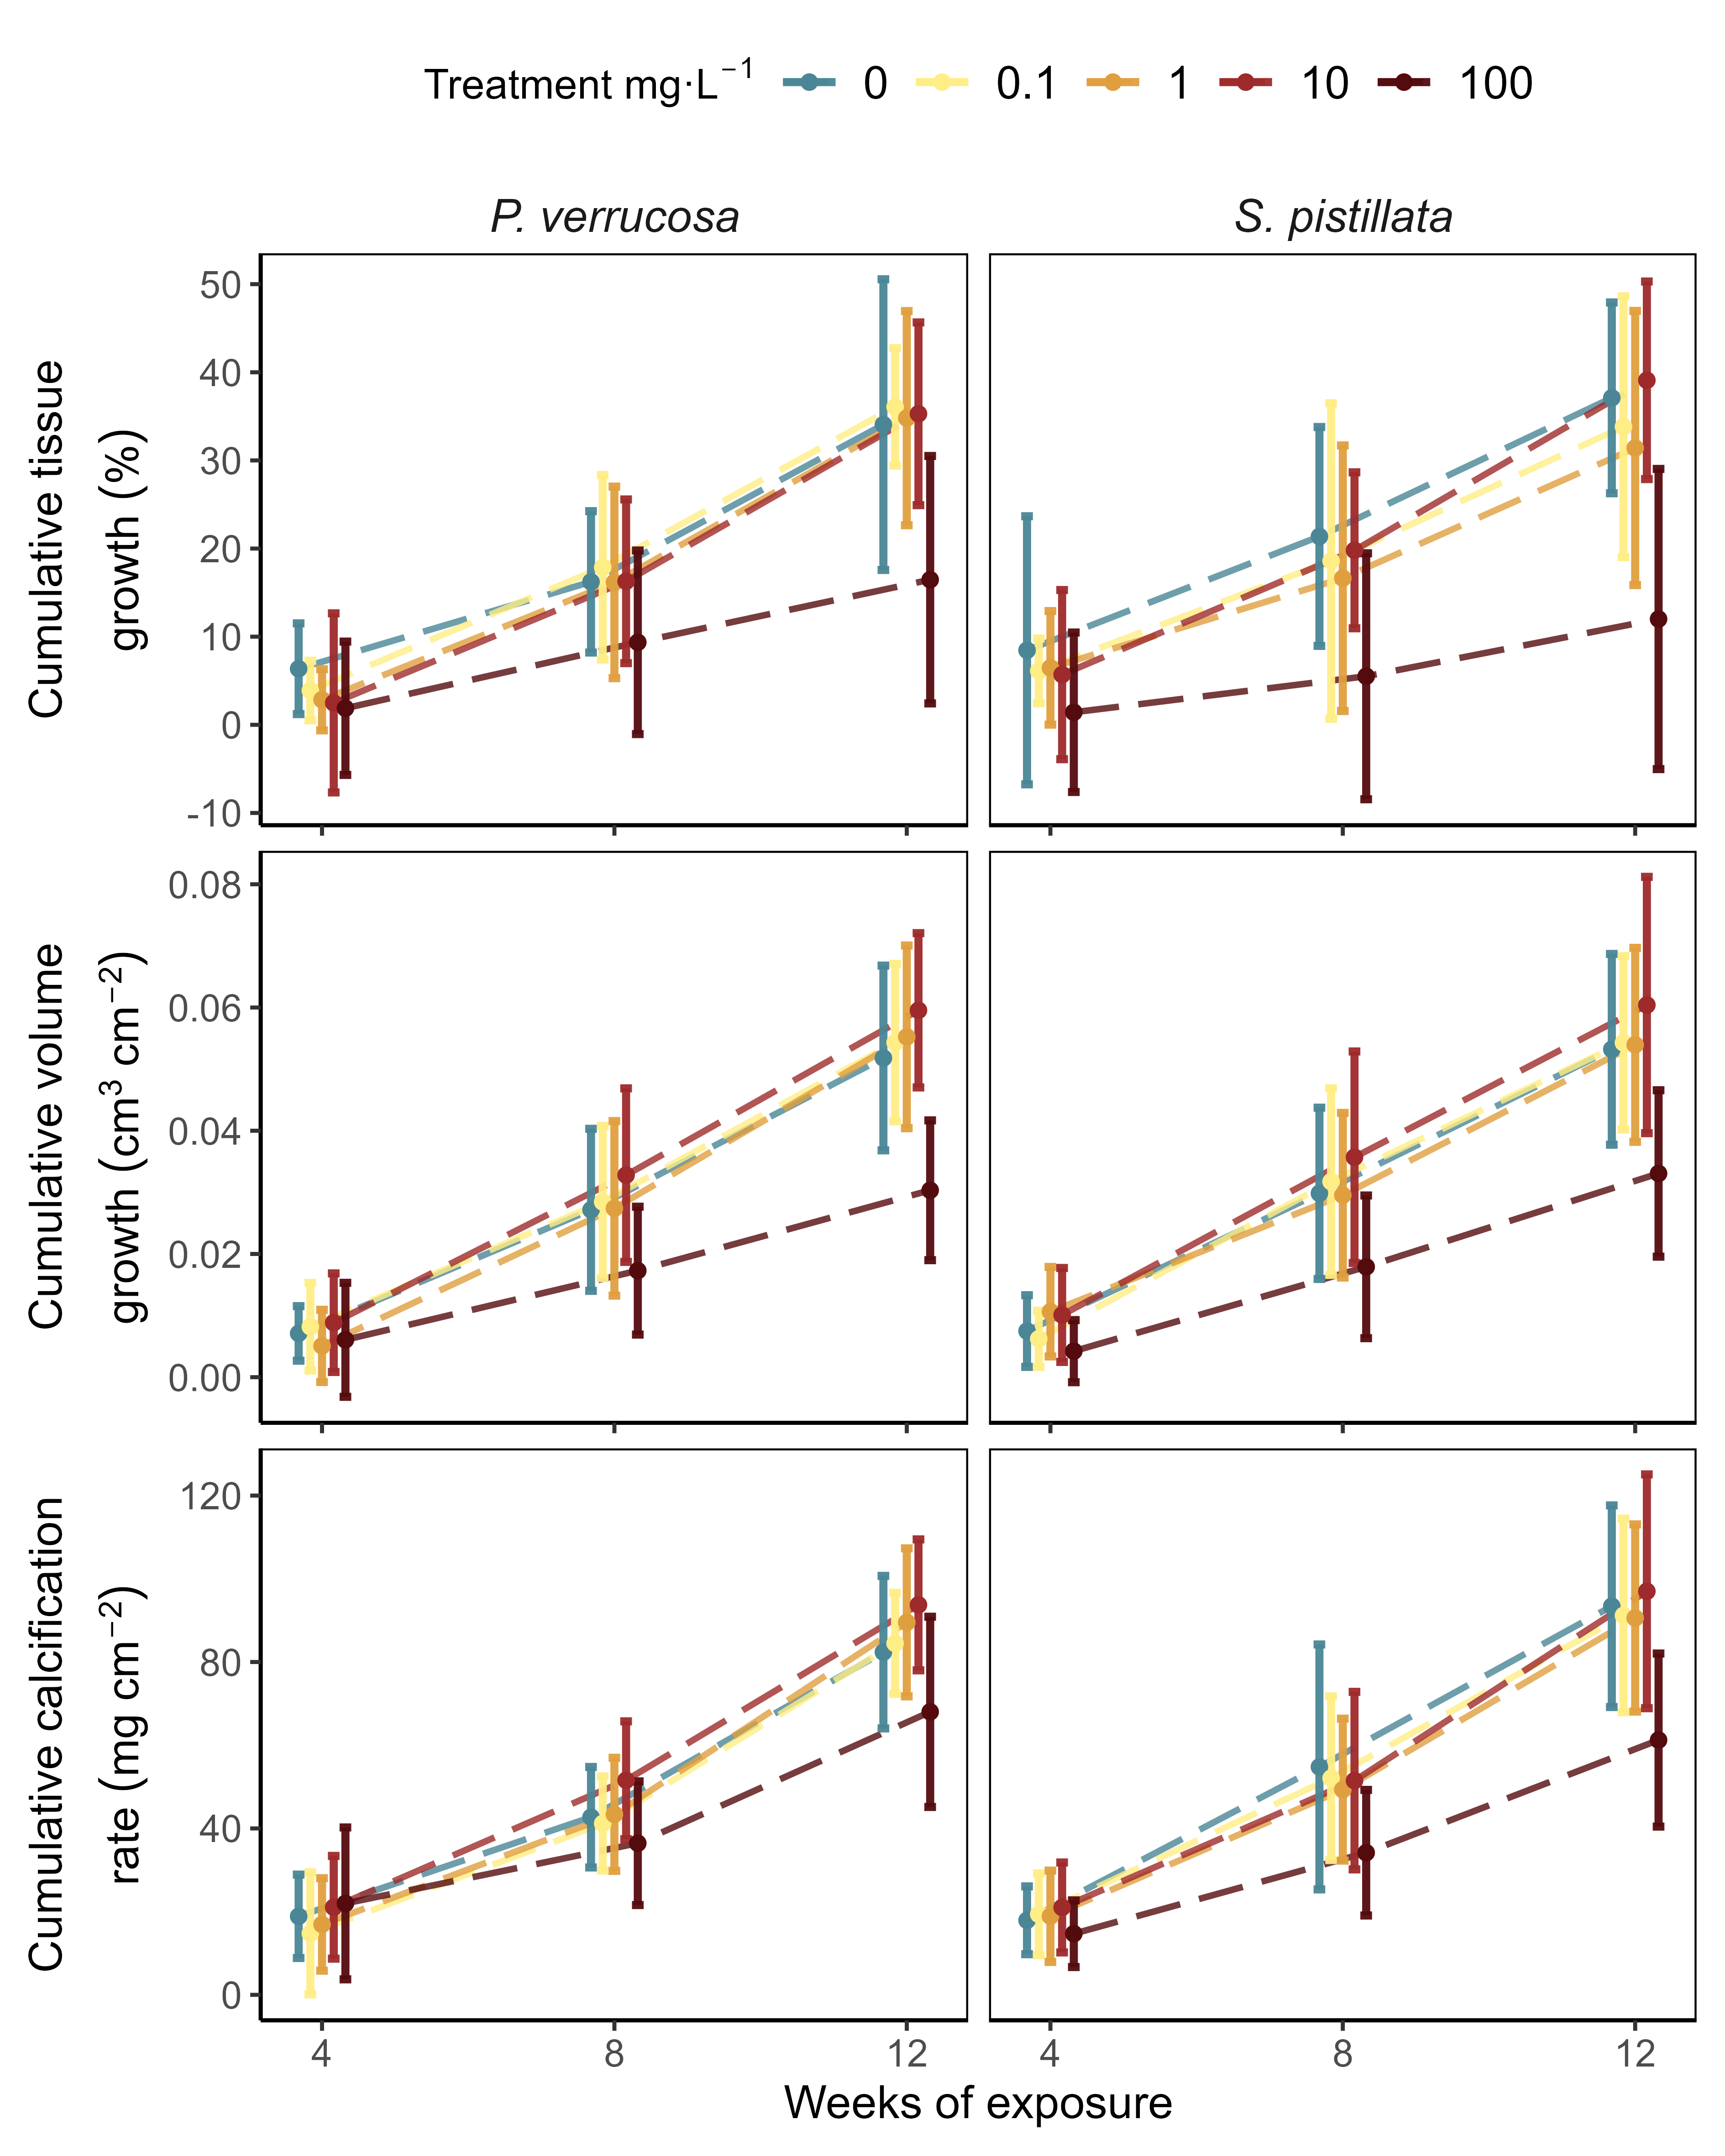 Treatment mg·L⁻¹ 0 0.1 1 10 100
P. verrucosa S. pistillata
Cumulative tissue
growth (%)
50
40
30
20
10
0
-10
Cumulative volume
growth (cm³ cm⁻²)
0.08
0.06
0.04
0.02
0.00
Cumulative calcification
rate (mg cm⁻²)
120
80
40
0
4 8 12 4 8 12
Weeks of exposure